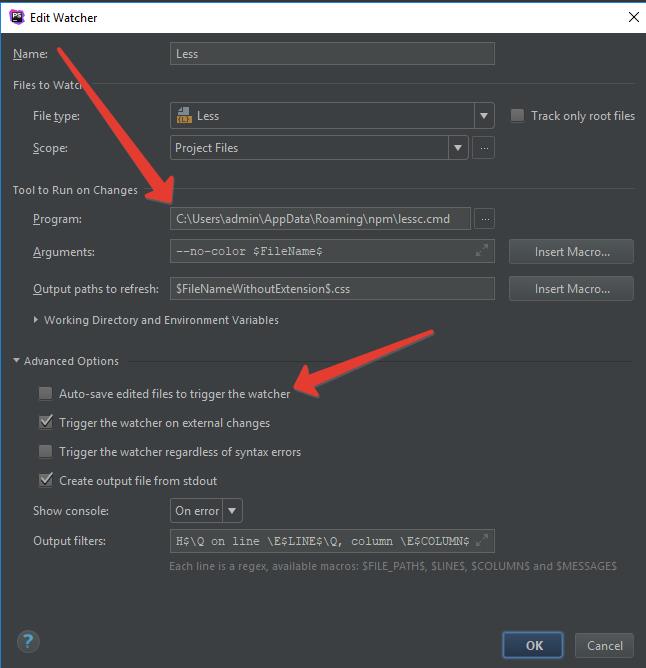 PS Edit Watcher
Name: Less
Files to Watch
File type: Less Track only root files
Scope: Project Files ...
Tool to Run on Changes
Program: C:\Users\admin\AppData\Roaming\npm\lessc.cmd ...
Arguments: --no-color $FileName$ Insert Macro...
Output paths to refresh: $FileNameWithoutExtension$.css Insert Macro...
Working Directory and Environment Variables
Advanced Options
Auto-save edited files to trigger the watcher
Trigger the watcher on external changes
Trigger the watcher regardless of syntax errors
Create output file from stdout
Show console: On error
Output filters: H$\Q on line \E$LINE$\Q, column \E$COLUMN$
Each line is a regex, available macros: $FILE_PATH$, $LINE$, $COLUMN$ and $MESSAGE$
? OK Cancel